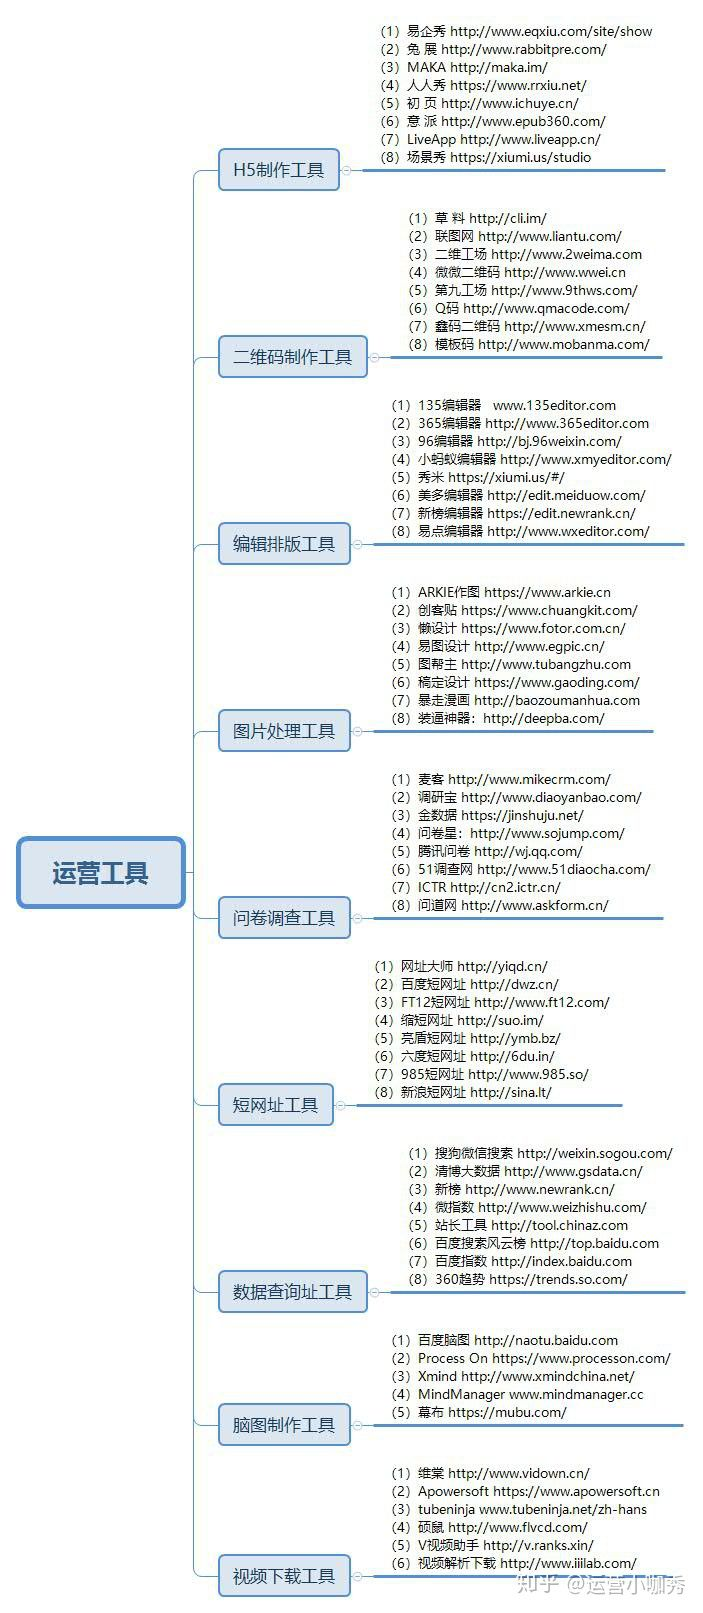 运营工具
H5制作工具
（1）易企秀 http://www.eqxiu.com/site/show
（2）兔 展 http://www.rabbitpre.com/
（3）MAKA http://maka.im/
（4）人人秀 https://www.rrxiu.net/
（5）初 页 http://www.ichuye.cn/
（6）意 派 http://www.epub360.com/
（7）LiveApp http://www.liveapp.cn/
（8）场景秀 https://xiumi.us/studio
二维码制作工具
（1）草 料 http://cli.im/
（2）联图网 http://www.liantu.com/
（3）二维工场 http://www.2weima.com
（4）微微二维码 http://www.wwei.cn
（5）第九工场 http://www.9thws.com/
（6）Q码 http://www.qmacode.com/
（7）鑫码二维码 http://www.xmesm.cn/
（8）模板码 http://www.mobanma.com/
编辑排版工具
（1）135编辑器 www.135editor.com
（2）365编辑器 http://www.365editor.com
（3）96编辑器 http://bj.96weixin.com/
（4）小蚂蚁编辑器 http://www.xmyeditor.com/
（5）秀米 https://xiumi.us/#/
（6）美多编辑器 http://edit.meiduow.com/
（7）新榜编辑器 https://edit.newrank.cn/
（8）易点编辑器 http://www.wxeditor.com/
图片处理工具
（1）ARKIE作图 https://www.arkie.cn
（2）创客贴 https://www.chuangkit.com/
（3）懒设计 https://www.fotor.com.cn/
（4）易图设计 http://www.egpic.cn/
（5）图帮主 http://www.tubangzhu.com
（6）稿定设计 https://www.gaoding.com/
（7）暴走漫画 http://baozoumanhua.com
（8）装逼神器：http://deepba.com/
问卷调查工具
（1）麦客 http://www.mikecrm.com/
（2）调研宝 http://www.diaoyanbao.com/
（3）金数据 https://jinshuju.net/
（4）问卷星：http://www.sojump.com/
（5）腾讯问卷 http://wj.qq.com/
（6）51调查网 http://www.51diaocha.com/
（7）ICTR http://cn2.ictr.cn/
（8）问道网 http://www.askform.cn/
短网址工具
（1）网址大师 http://yiqd.cn/
（2）百度短网址 http://dwz.cn/
（3）FT12短网址 http://www.ft12.com/
（4）缩短网址 http://suo.im/
（5）亮盾短网址 http://ymb.bz/
（6）六度短网址 http://6du.in/
（7）985短网址 http://www.985.so/
（8）新浪短网址 http://sina.lt/
数据查询址工具
（1）搜狗微信搜索 http://weixin.sogou.com/
（2）清博大数据 http://www.gsdata.cn/
（3）新榜 http://www.newrank.cn/
（4）微指数 http://www.weizhishu.com/
（5）站长工具 http://tool.chinaz.com
（6）百度搜索风云榜 http://top.baidu.com
（7）百度指数 http://index.baidu.com
（8）360趋势 https://trends.so.com/
脑图制作工具
（1）百度脑图 http://naotu.baidu.com
（2）Process On https://www.processon.com/
（3）Xmind http://www.xmindchina.net/
（4）MindManager www.mindmanager.cc
（5）幕布 https://mubu.com/
视频下载工具
（1）维棠 http://www.vidown.cn/
（2）Apowersoft https://www.apowersoft.cn
（3）tubeninja www.tubeninja.net/zh-hans
（4）硕鼠 http://www.flvcd.com/
（5）V视频助手 http://v.ranks.xin/
（6）视频解析下载 http://www.iiilab.com/
知乎 @运营小咖秀